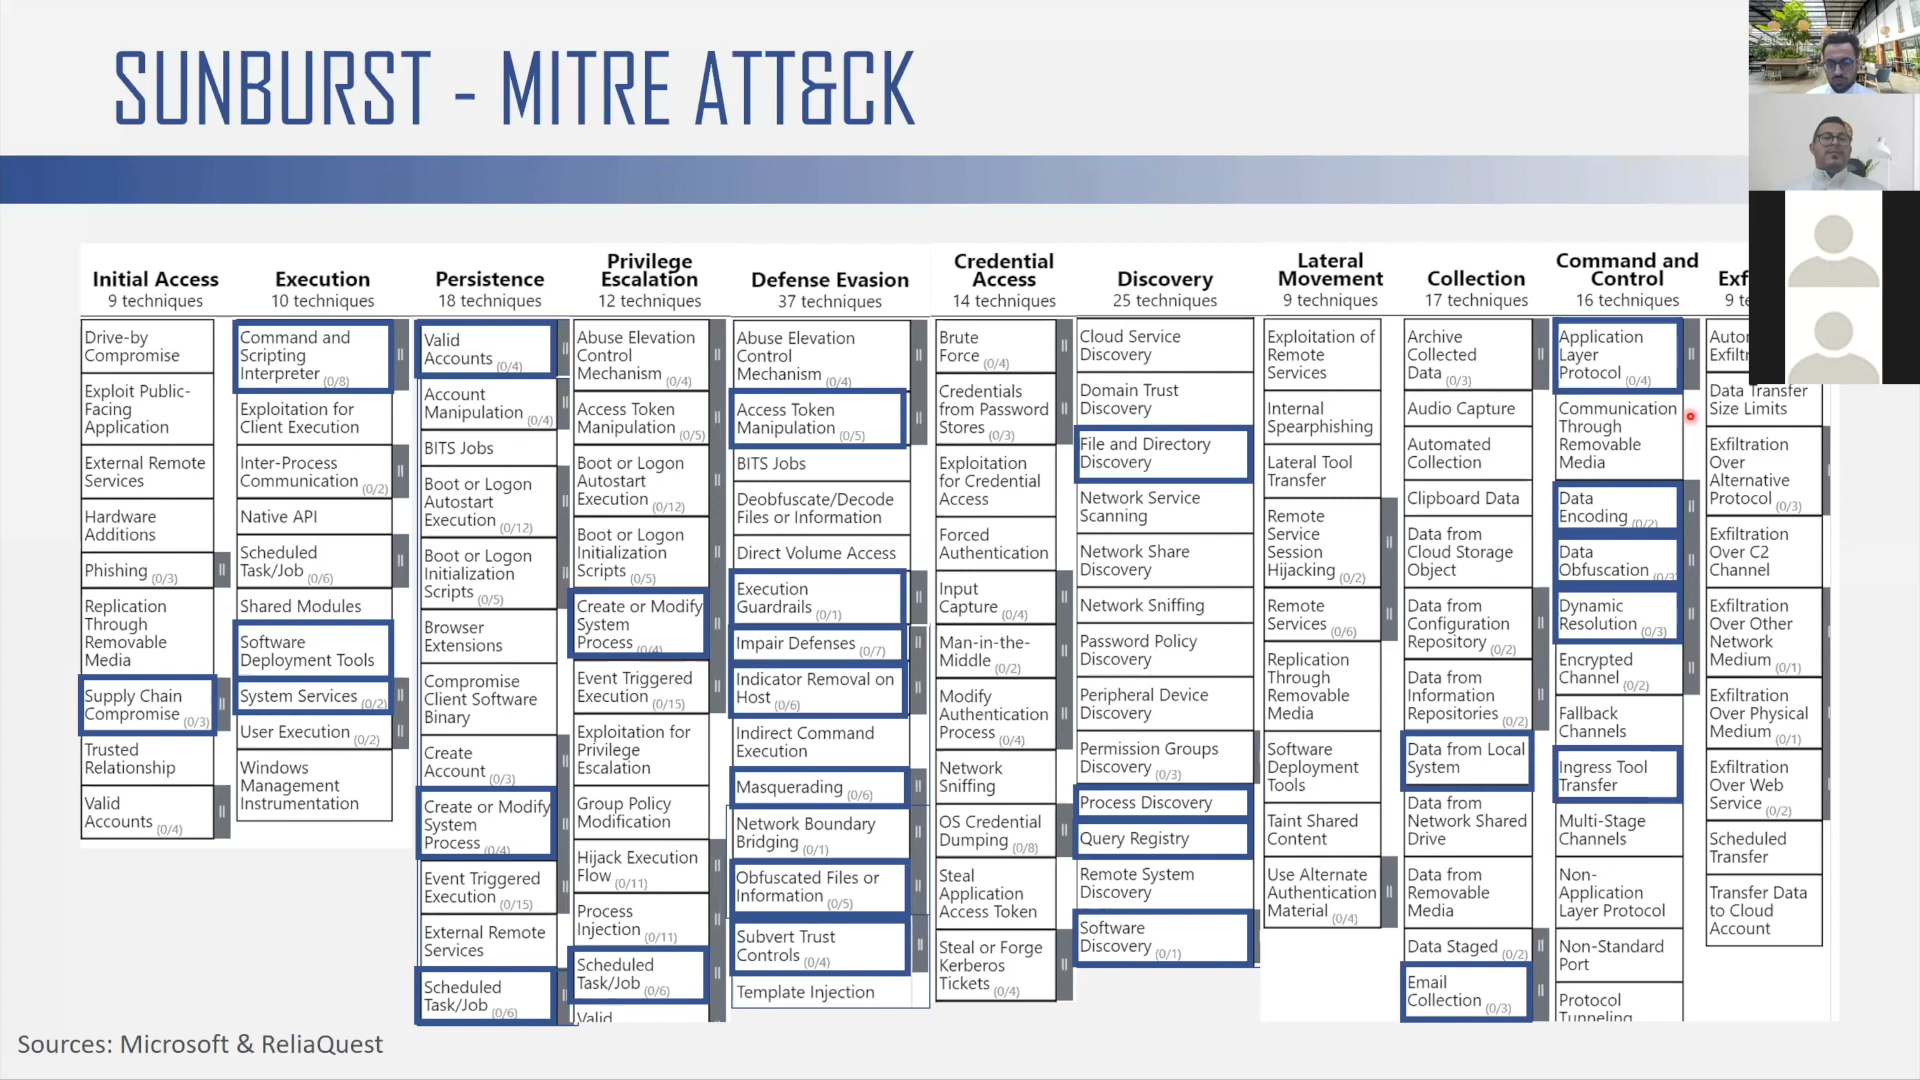 SUNBURST - MITRE ATT&CK
Initial Access
9 techniques
Drive-by
Compromise
Exploit Public-
Facing
Application
External Remote
Services
Hardware
Additions
Phishing (0/3)
Replication
Through
Removable
Media
Supply Chain
Compromise (0/3)
Trusted
Relationship
Valid
Accounts (0/4)
Execution
10 techniques
Command and
Scripting
Interpreter (0/8)
Exploitation for
Client Execution
Inter-Process
Communication (0/2)
Native API
Scheduled
Task/Job (0/6)
Shared Modules
Software
Deployment Tools
System Services (0/2)
User Execution (0/2)
Windows
Management
Instrumentation
Persistence
18 techniques
Valid
Accounts (0/4)
Account
Manipulation (0/4)
BITS Jobs
Boot or Logon
Autostart
Execution (0/12)
Boot or Logon
Initialization
Scripts (0/5)
Browser
Extensions
Compromise
Client Software
Binary
Create
Account (0/3)
Create or Modify
System
Process (0/4)
Event Triggered
Execution (0/15)
External Remote
Services
Scheduled
Task/Job (0/6)
Privilege
Escalation
12 techniques
Abuse Elevation
Control
Mechanism (0/4)
Access Token
Manipulation (0/5)
Boot or Logon
Autostart
Execution (0/12)
Boot or Logon
Initialization
Scripts (0/5)
Create or Modify
System
Process (0/4)
Event Triggered
Execution (0/15)
Exploitation for
Privilege
Escalation
Group Policy
Modification
Hijack Execution
Flow (0/11)
Process
Injection (0/11)
Scheduled
Task/Job (0/6)
Valid
Defense Evasion
37 techniques
Abuse Elevation
Control
Mechanism (0/4)
Access Token
Manipulation (0/5)
BITS Jobs
Deobfuscate/Decode
Files or Information
Direct Volume Access
Execution
Guardrails (0/1)
Impair Defenses (0/7)
Indicator Removal on
Host (0/6)
Indirect Command
Execution
Masquerading (0/6)
Network Boundary
Bridging (0/1)
Obfuscated Files or
Information (0/5)
Subvert Trust
Controls (0/4)
Template Injection
Credential
Access
14 techniques
Brute
Force (0/4)
Credentials
from Password
Stores (0/3)
Exploitation
for Credential
Access
Forced
Authentication
Input
Capture (0/4)
Man-in-the-
Middle (0/2)
Modify
Authentication
Process (0/4)
Network
Sniffing
OS Credential
Dumping (0/8)
Steal
Application
Access Token
Steal or Forge
Kerberos
Tickets (0/4)
Discovery
25 techniques
Cloud Service
Discovery
Domain Trust
Discovery
File and Directory
Discovery
Network Service
Scanning
Network Share
Discovery
Network Sniffing
Password Policy
Discovery
Peripheral Device
Discovery
Permission Groups
Discovery (0/3)
Process Discovery
Query Registry
Remote System
Discovery
Software
Discovery (0/1)
Lateral
Movement
9 techniques
Exploitation of
Remote
Services
Internal
Spearphishing
Lateral Tool
Transfer
Remote
Service
Session
Hijacking (0/2)
Remote
Services (0/6)
Replication
Through
Removable
Media
Software
Deployment
Tools
Taint Shared
Content
Use Alternate
Authentication
Material (0/4)
Collection
17 techniques
Archive
Collected
Data (0/3)
Audio Capture
Automated
Collection
Clipboard Data
Data from
Cloud Storage
Object
Data from
Configuration
Repository (0/2)
Data from
Information
Repositories (0/2)
Data from Local
System
Data from
Network Shared
Drive
Data from
Removable
Media
Data Staged (0/2)
Email
Collection (0/3)
Command and
Control
16 techniques
Application
Layer
Protocol (0/4)
Communication
Through
Removable
Media
Data
Encoding (0/2)
Data
Obfuscation (0/3)
Dynamic
Resolution (0/3)
Encrypted
Channel (0/2)
Fallback
Channels
Ingress Tool
Transfer
Multi-Stage
Channels
Non-
Application
Layer Protocol
Non-Standard
Port
Protocol
Tunneling
Exf
9 te
Auto
Exfilt
Data Transfer
Size Limits
Exfiltration
Over
Alternative
Protocol (0/3)
Exfiltration
Over C2
Channel
Exfiltration
Over Other
Network
Medium (0/1)
Exfiltration
Over Physical
Medium (0/1)
Exfiltration
Over Web
Service (0/2)
Scheduled
Transfer
Transfer Data
to Cloud
Account
Sources: Microsoft & ReliaQuest